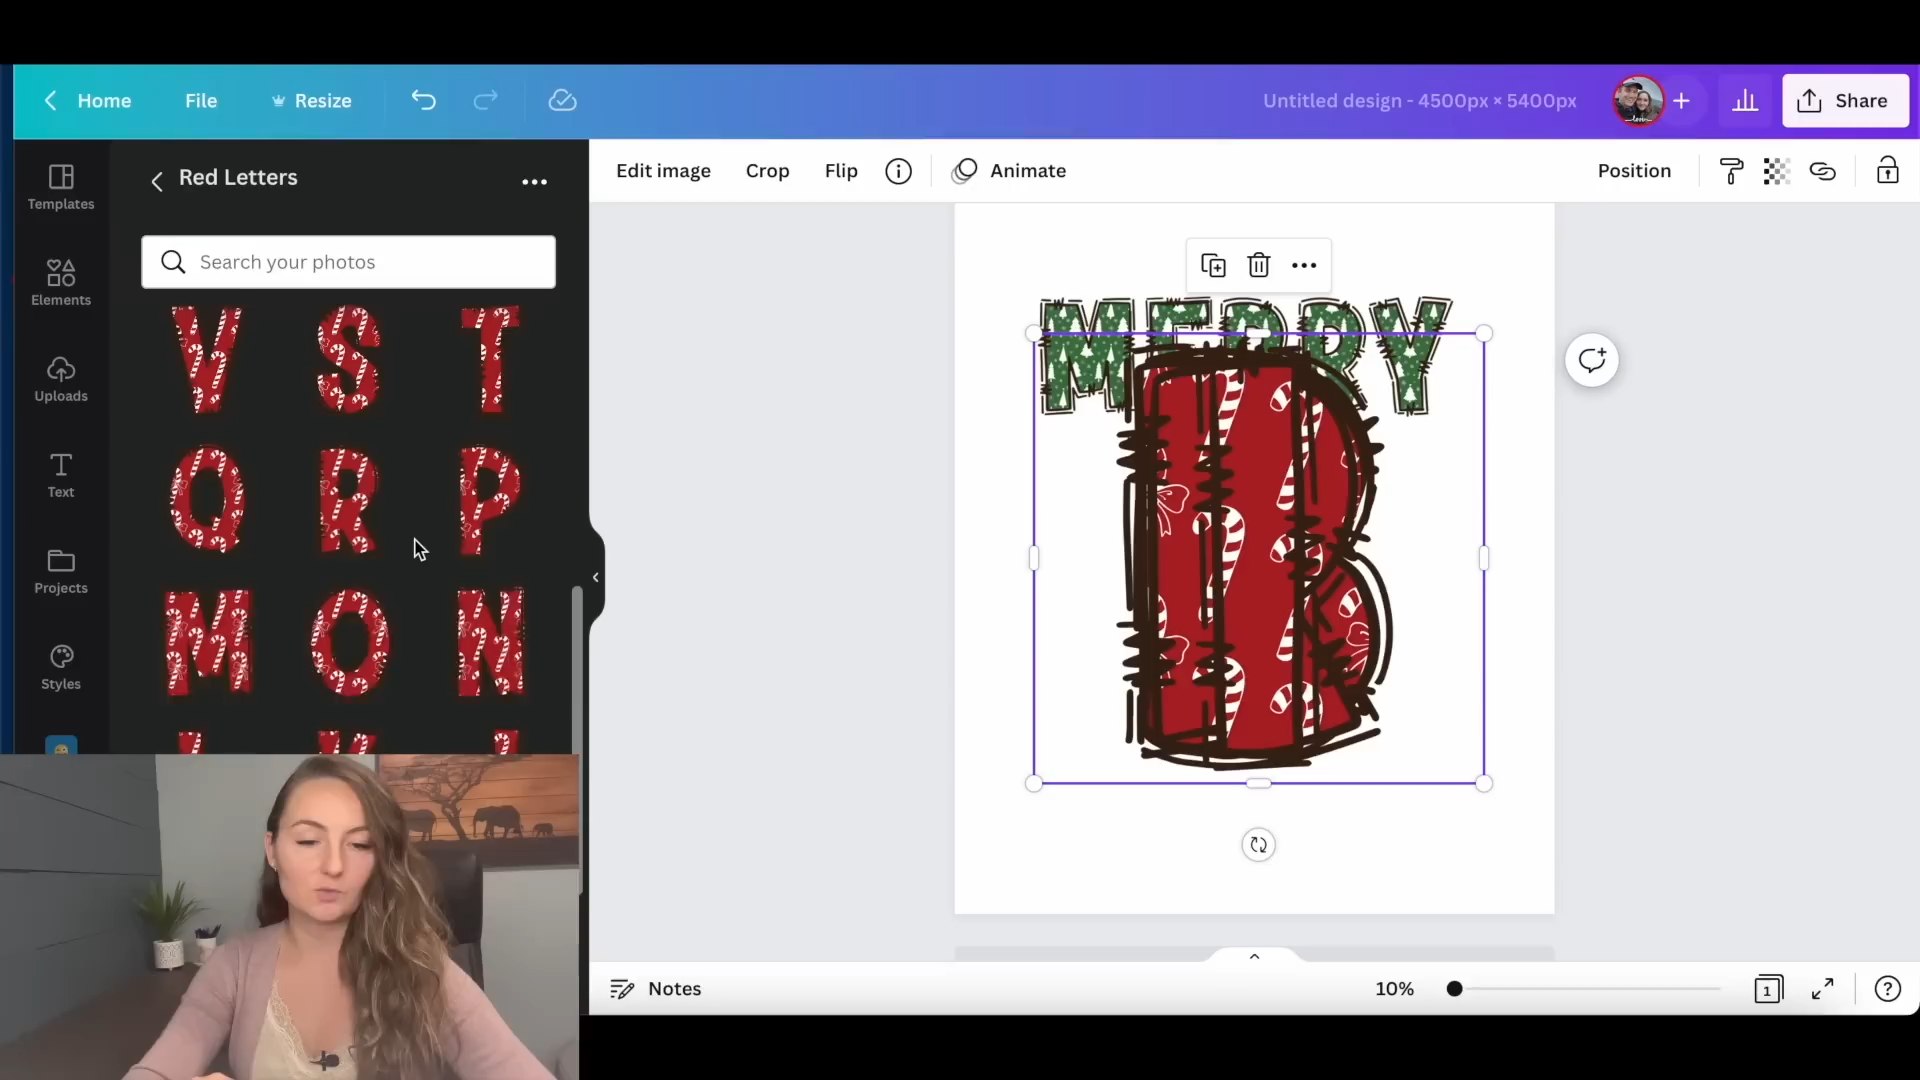 Home File Resize
Untitled design - 4500px × 5400px
Share
Red Letters
Edit image Crop Flip Animate
Position
Templates
Search your photos
Elements
V S T
MERRY
B
Uploads
Q R P
Text
Projects
M O N
Styles
Notes
10%
1